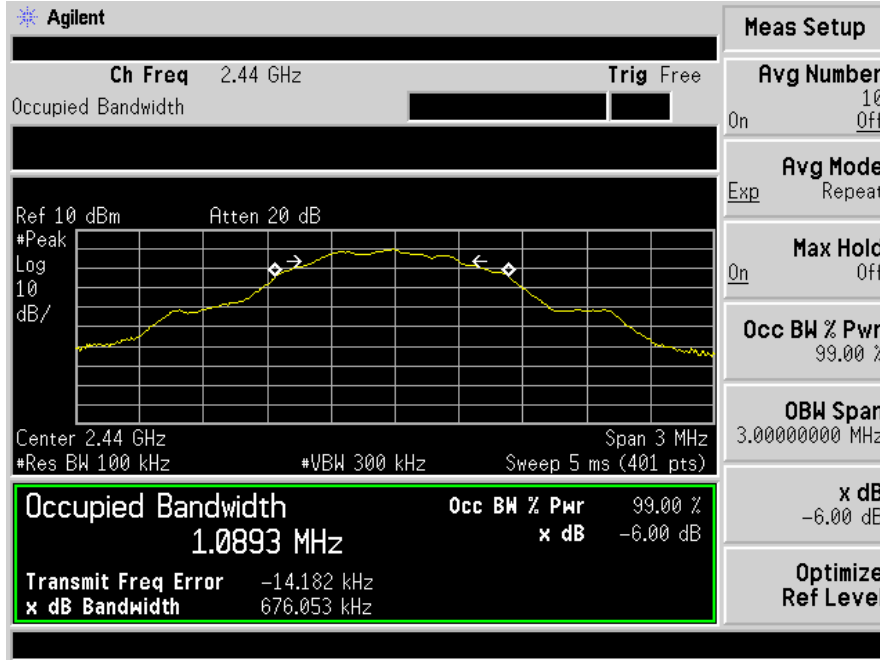 Agilent
Ch Freq 2.44 GHz Trig Free
Occupied Bandwidth
Ref 10 dBm Atten 20 dB
#Peak
Log
10
dB/
Center 2.44 GHz Span 3 MHz
#Res BW 100 kHz #VBW 300 kHz Sweep 5 ms (401 pts)
Occupied Bandwidth Occ BW % Pwr 99.00 %
1.0893 MHz x dB -6.00 dB
Transmit Freq Error -14.182 kHz
x dB Bandwidth 676.053 kHz
Meas Setup
Avg Number
10
On Off
Avg Mode
Exp Repeat
Max Hold
On Off
Occ BW % Pwr
99.00 %
OBW Span
3.00000000 MHz
x dB
-6.00 dB
Optimize
Ref Level